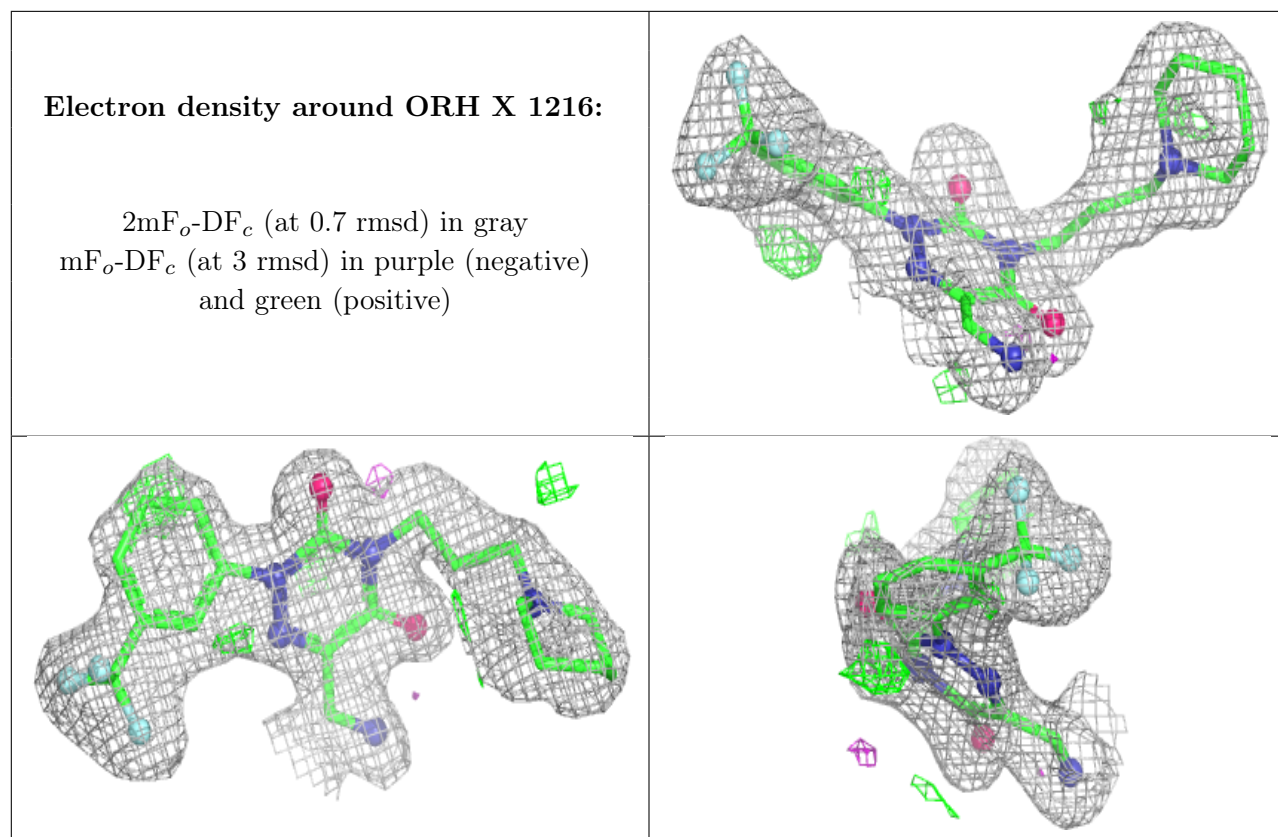 Electron density around ORH X 1216:
2mFₒ-DF𝒸 (at 0.7 rmsd) in gray
mFₒ-DF𝒸 (at 3 rmsd) in purple (negative)
and green (positive)